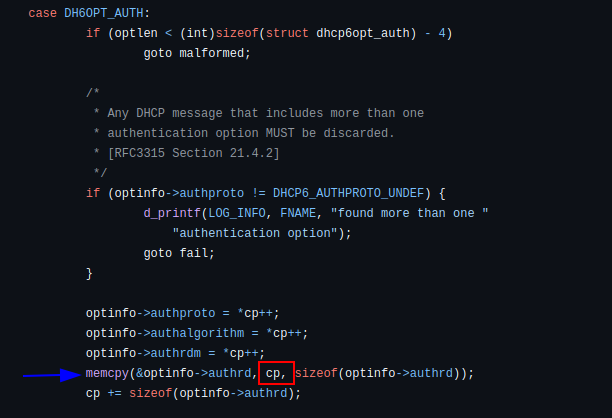 case DH6OPT_AUTH:
if (optlen < (int)sizeof(struct dhcp6opt_auth) - 4)
goto malformed;
/*
* Any DHCP message that includes more than one
* authentication option MUST be discarded.
* [RFC3315 Section 21.4.2]
*/
if (optinfo->authproto != DHCP6_AUTHPROTO_UNDEF) {
d_printf(LOG_INFO, FNAME, "found more than one "
"authentication option");
goto fail;
}
optinfo->authproto = *cp++;
optinfo->authalgorithm = *cp++;
optinfo->authrdm = *cp++;
memcpy(&optinfo->authrd, cp, sizeof(optinfo->authrd));
cp += sizeof(optinfo->authrd);